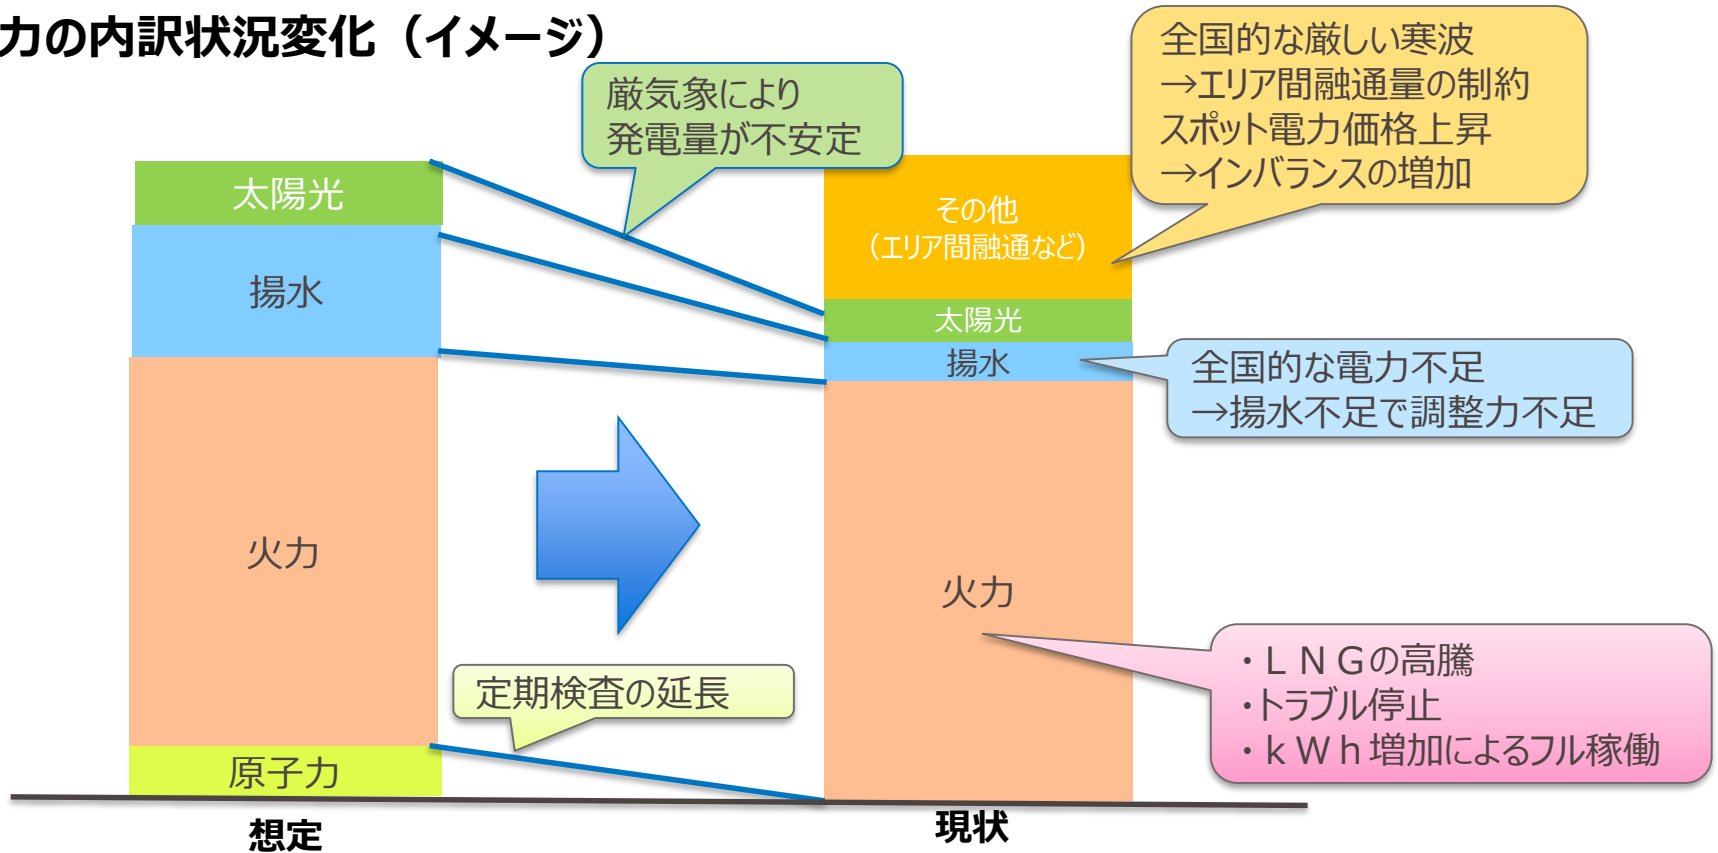 力の内訳状況変化（イメージ）
厳気象により
発電量が不安定
全国的な厳しい寒波
→エリア間融通量の制約
スポット電力価格上昇
→インバランスの増加
太陽光
揚水
火力
原子力
その他
（エリア間融通など）
太陽光
揚水
火力
全国的な電力不足
→揚水不足で調整力不足
定期検査の延長
・ＬＮＧの高騰
・トラブル停止
・ｋＷｈ増加によるフル稼働
想定
現状